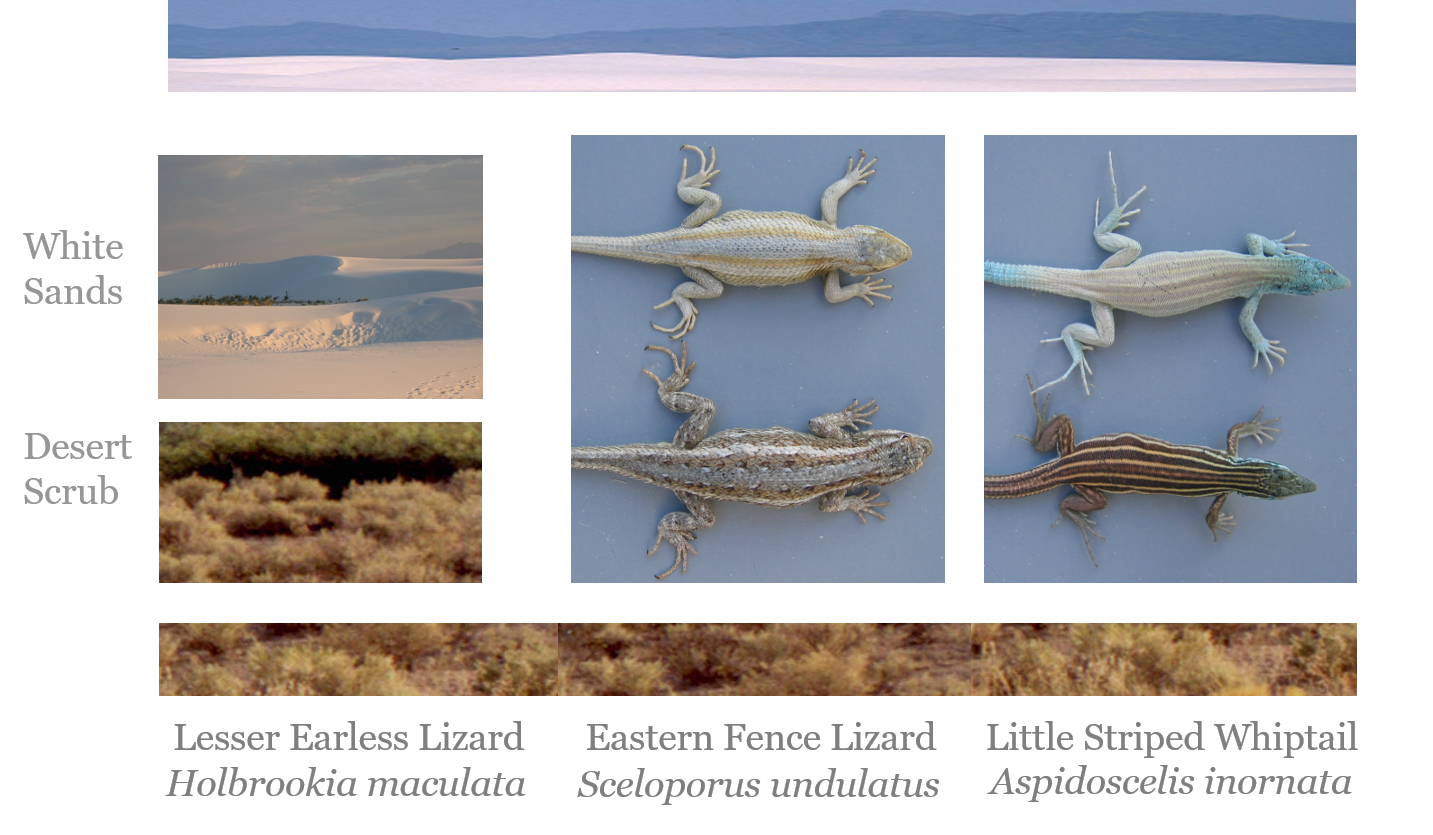 White
Sands
Desert
Scrub
Lesser Earless Lizard
Holbrookia maculata
Eastern Fence Lizard
Sceloporus undulatus
Little Striped Whiptail
Aspidoscelis inornata